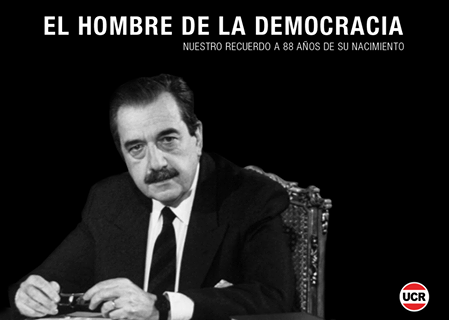 EL HOMBRE DE LA DEMOCRACIA
NUESTRO RECUERDO A 88 AÑOS DE SU NACIMIENTO
UCR